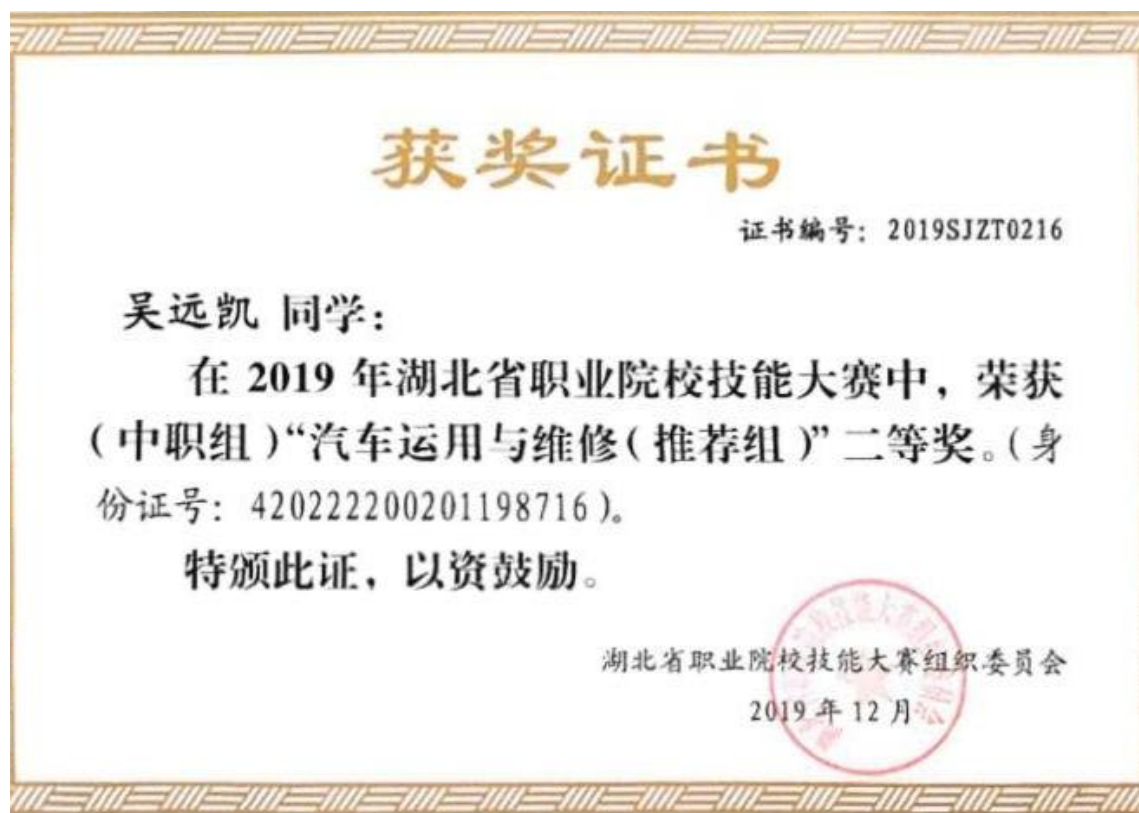 获奖证书
证书编号：2019SJZT0216
吴远凯 同学：
在 2019 年湖北省职业院校技能大赛中，荣获
（中职组）“汽车运用与维修（推荐组）”二等奖。（身
份证号：420222200201198716）。
特颁此证，以资鼓励。
湖北省职业院校技能大赛组织委员会
2019 年 12 月